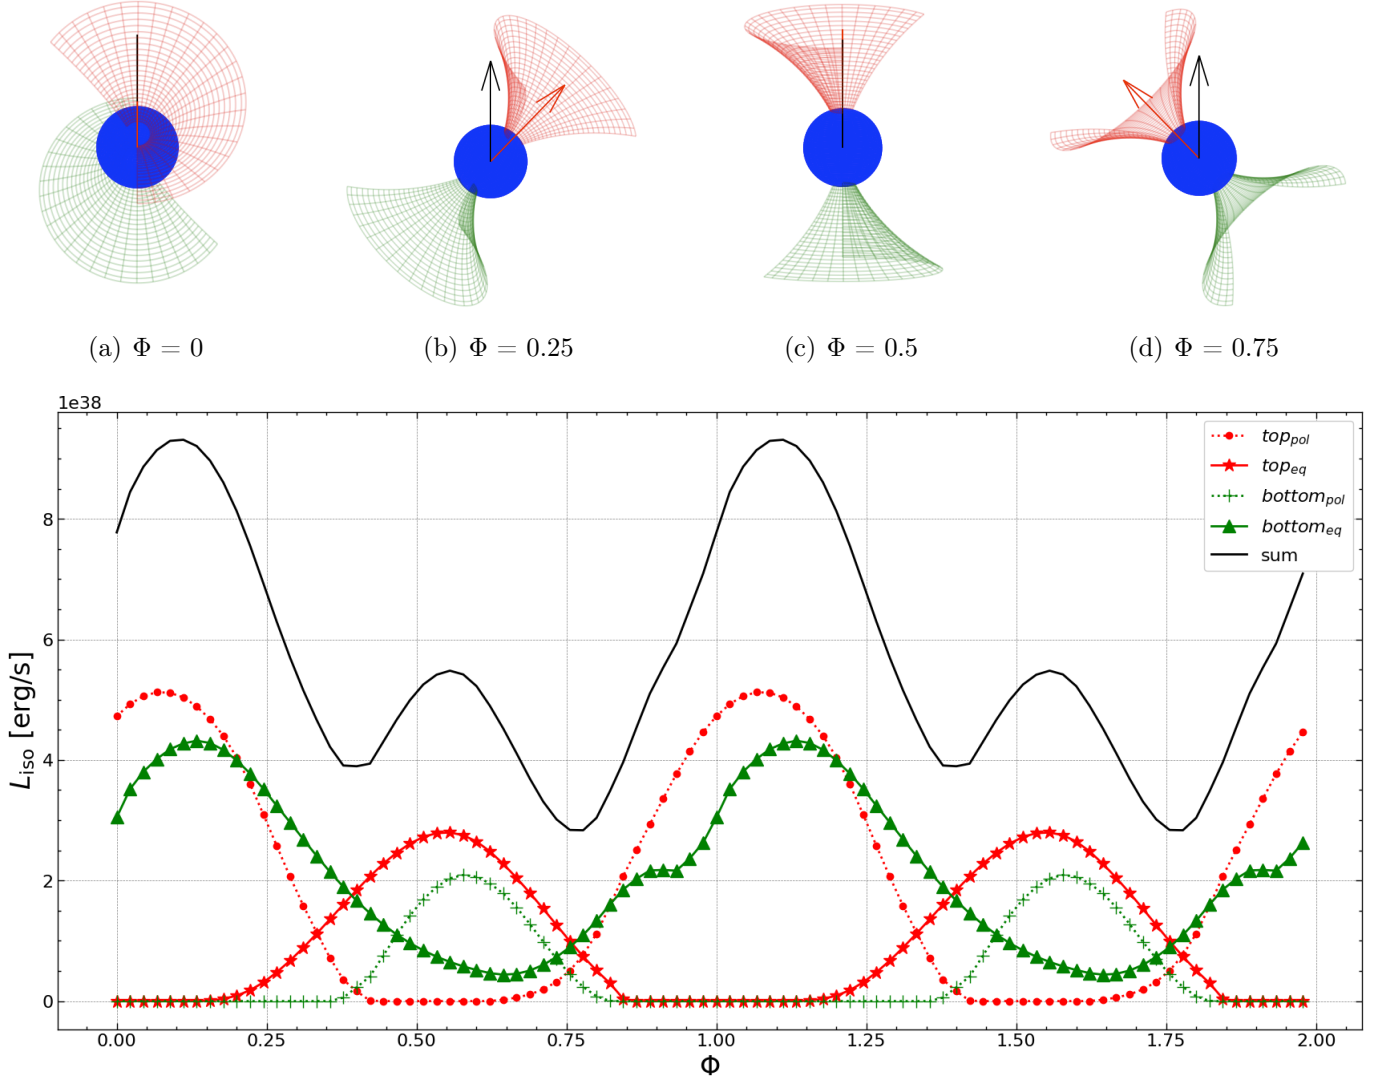 (a) Φ = 0
(b) Φ = 0.25
(c) Φ = 0.5
(d) Φ = 0.75
1e38
8
6
4
2
0
L_iso [erg/s]
top_pol
top_eq
bottom_pol
bottom_eq
sum
0.00 0.25 0.50 0.75 1.00 1.25 1.50 1.75 2.00
Φ